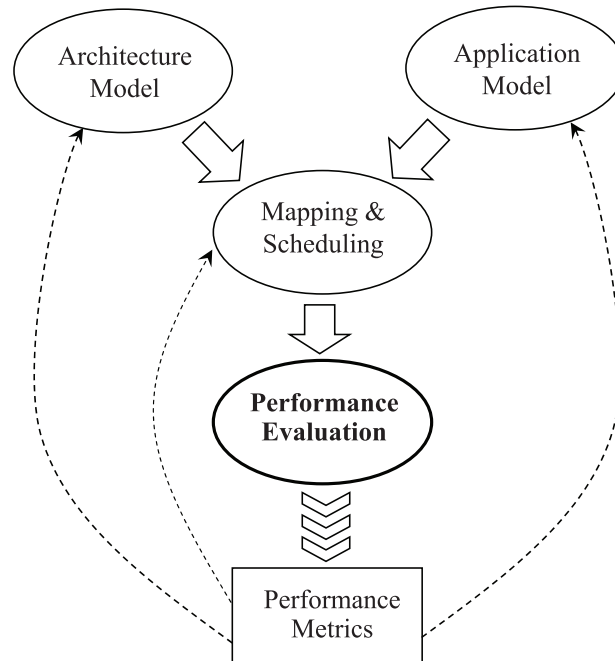 Architecture
Model
Application
Model
Mapping &
Scheduling
Performance
Evaluation
Performance
Metrics